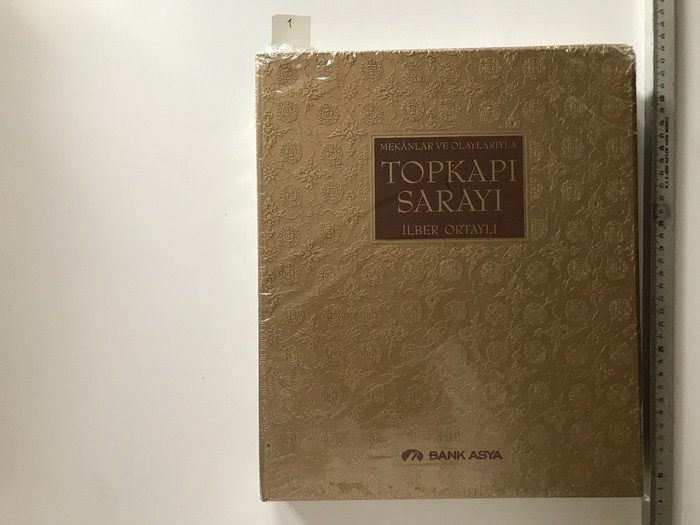 1
MEKÂNLAR VE OLAYLARIYLA
TOPKAPI
SARAYI
İLBER ORTAYLI
BANK ASYA